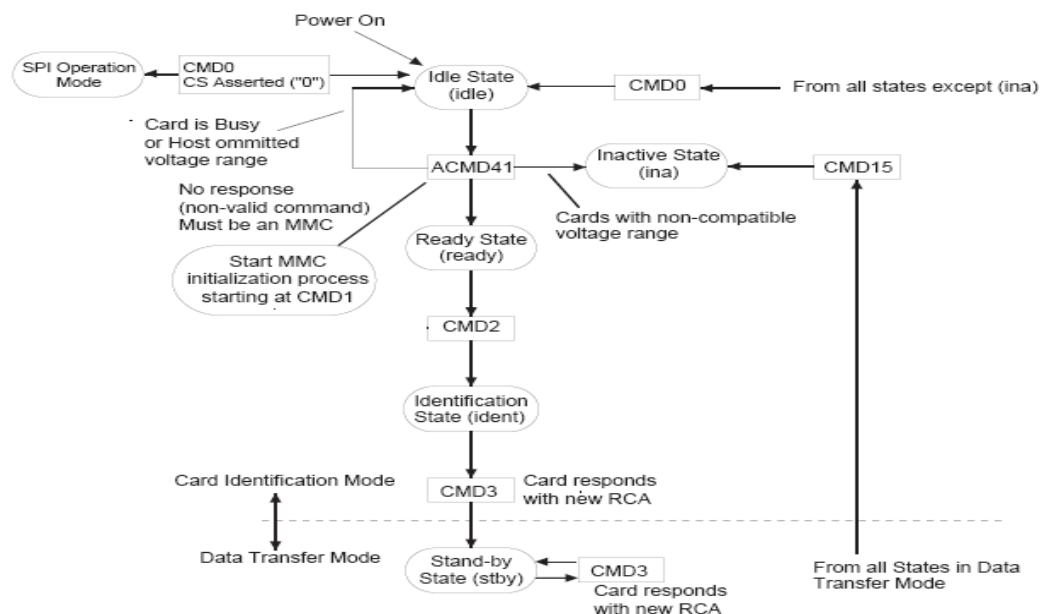 Power On
SPI Operation
Mode
CMD0
CS Asserted ("0")
Idle State
(idle)
CMD0
From all states except (ina)
Card is Busy
or Host ommitted
voltage range
ACMD41
Inactive State
(ina)
CMD15
No response
(non-valid command)
Must be an MMC
Cards with non-compatible
voltage range
Ready State
(ready)
Start MMC
initialization process
starting at CMD1
CMD2
Identification
State (ident)
Card Identification Mode
CMD3
Card responds
with new RCA
Data Transfer Mode
Stand-by
State (stby)
CMD3
Card responds
with new RCA
From all States in Data
Transfer Mode